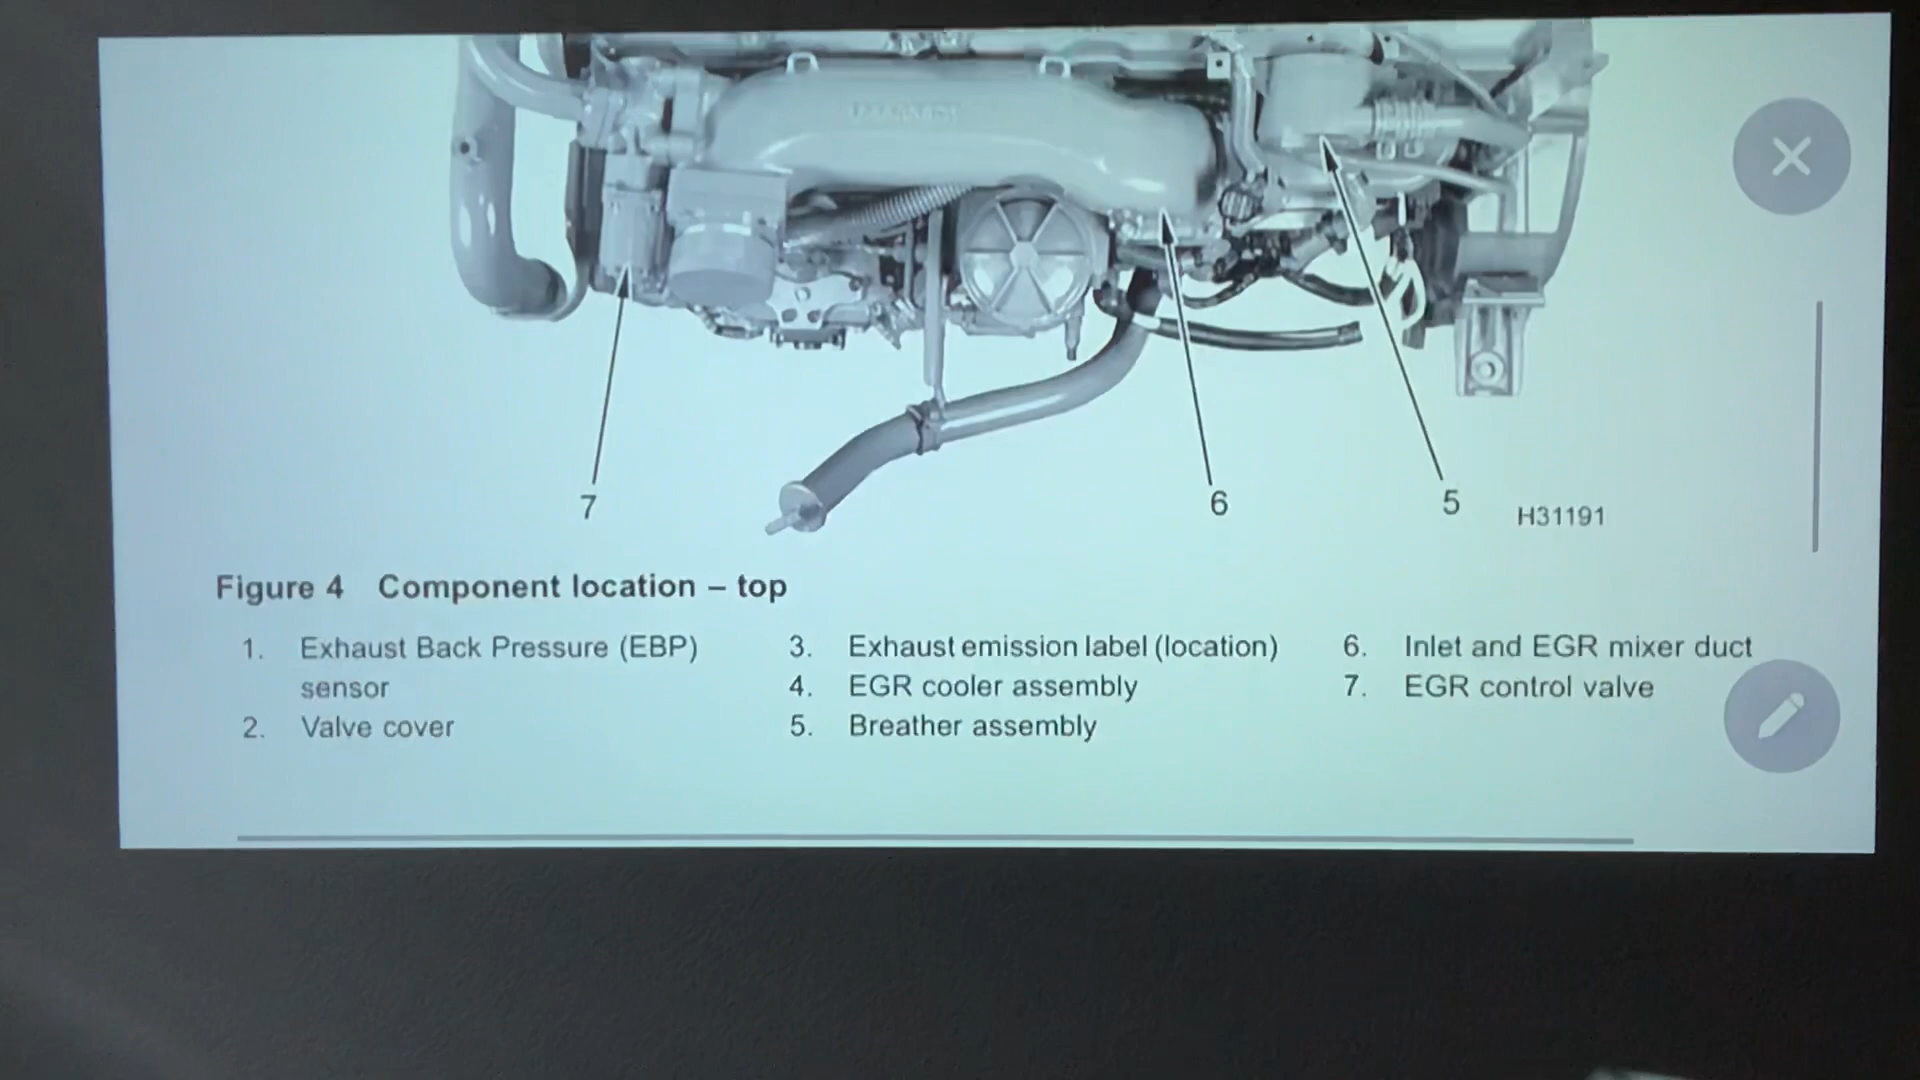 7
6
5
H31191
Figure 4 Component location – top
1. Exhaust Back Pressure (EBP)
sensor
2. Valve cover
3. Exhaust emission label (location)
4. EGR cooler assembly
5. Breather assembly
6. Inlet and EGR mixer duct
7. EGR control valve